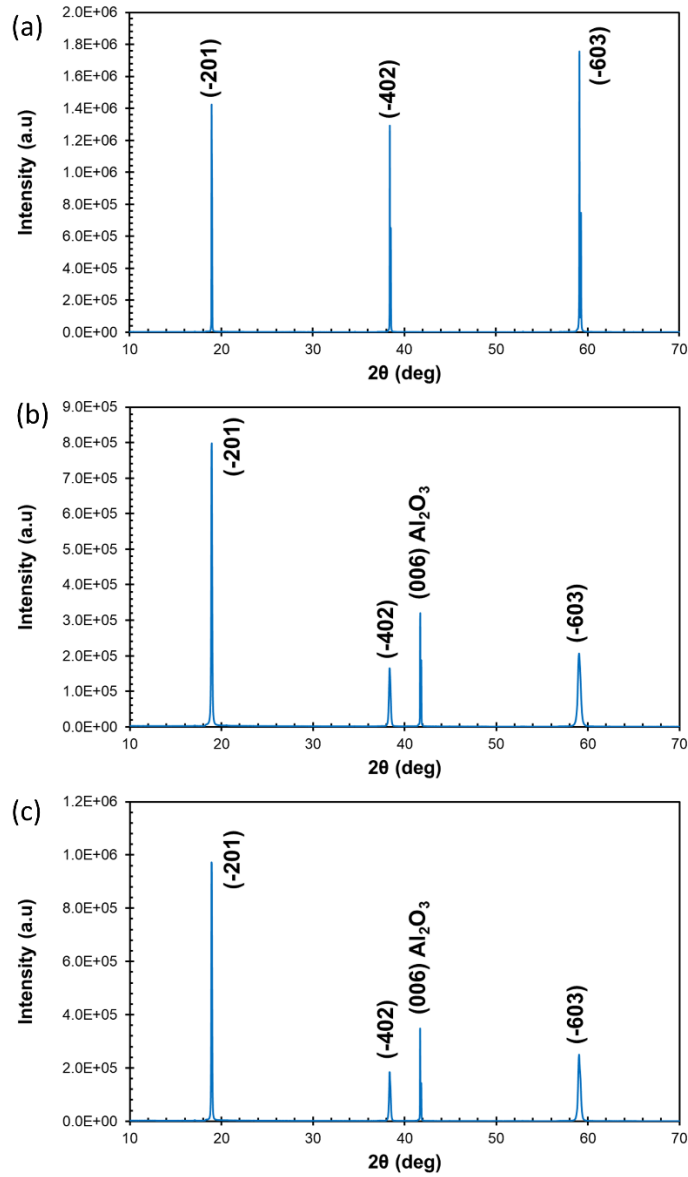 (a)
2.0E+06
1.8E+06
1.6E+06
1.4E+06
1.2E+06
1.0E+06
8.0E+05
6.0E+05
4.0E+05
2.0E+05
0.0E+00
Intensity (a.u)
(-201)
(-402)
(-603)
10 20 30 40 50 60 70
2θ (deg)
(b)
9.0E+05
8.0E+05
7.0E+05
6.0E+05
5.0E+05
4.0E+05
3.0E+05
2.0E+05
1.0E+05
0.0E+00
Intensity (a.u)
(-201)
(-402)
(006) Al₂O₃
(-603)
10 20 30 40 50 60 70
2θ (deg)
(c)
1.2E+06
1.0E+06
8.0E+05
6.0E+05
4.0E+05
2.0E+05
0.0E+00
Intensity (a.u)
(-201)
(-402)
(006) Al₂O₃
(-603)
10 20 30 40 50 60 70
2θ (deg)